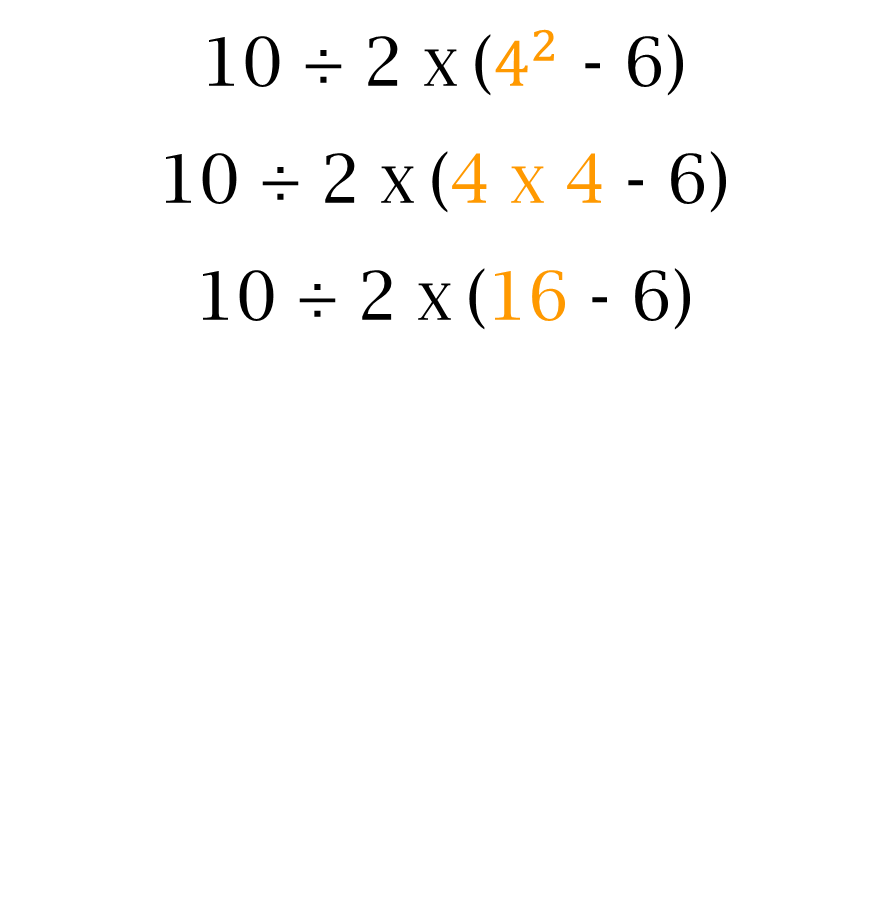 10 ÷ 2 x (4² - 6)
10 ÷ 2 x (4 x 4 - 6)
10 ÷ 2 x (16 - 6)